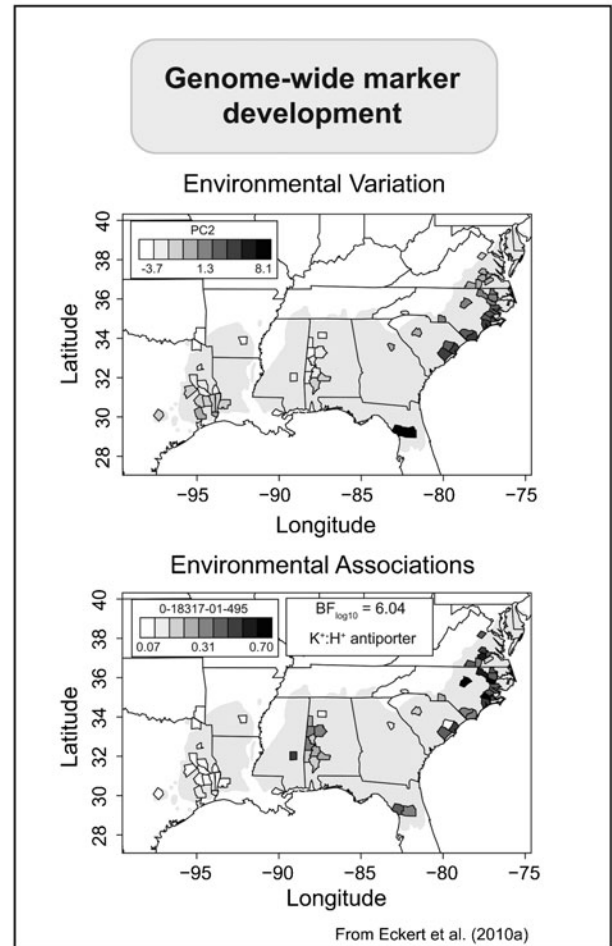 Genome-wide marker
development
Environmental Variation
PC2
-3.7 1.3 8.1
40
38
36
34
32
30
28
Latitude
−95 −90 −85 −80 −75
Longitude
Environmental Associations
0-18317-01-495
0.07 0.31 0.70
BFlog10 = 6.04
K+:H+ antiporter
40
38
36
34
32
30
28
Latitude
−95 −90 −85 −80 −75
Longitude
From Eckert et al. (2010a)